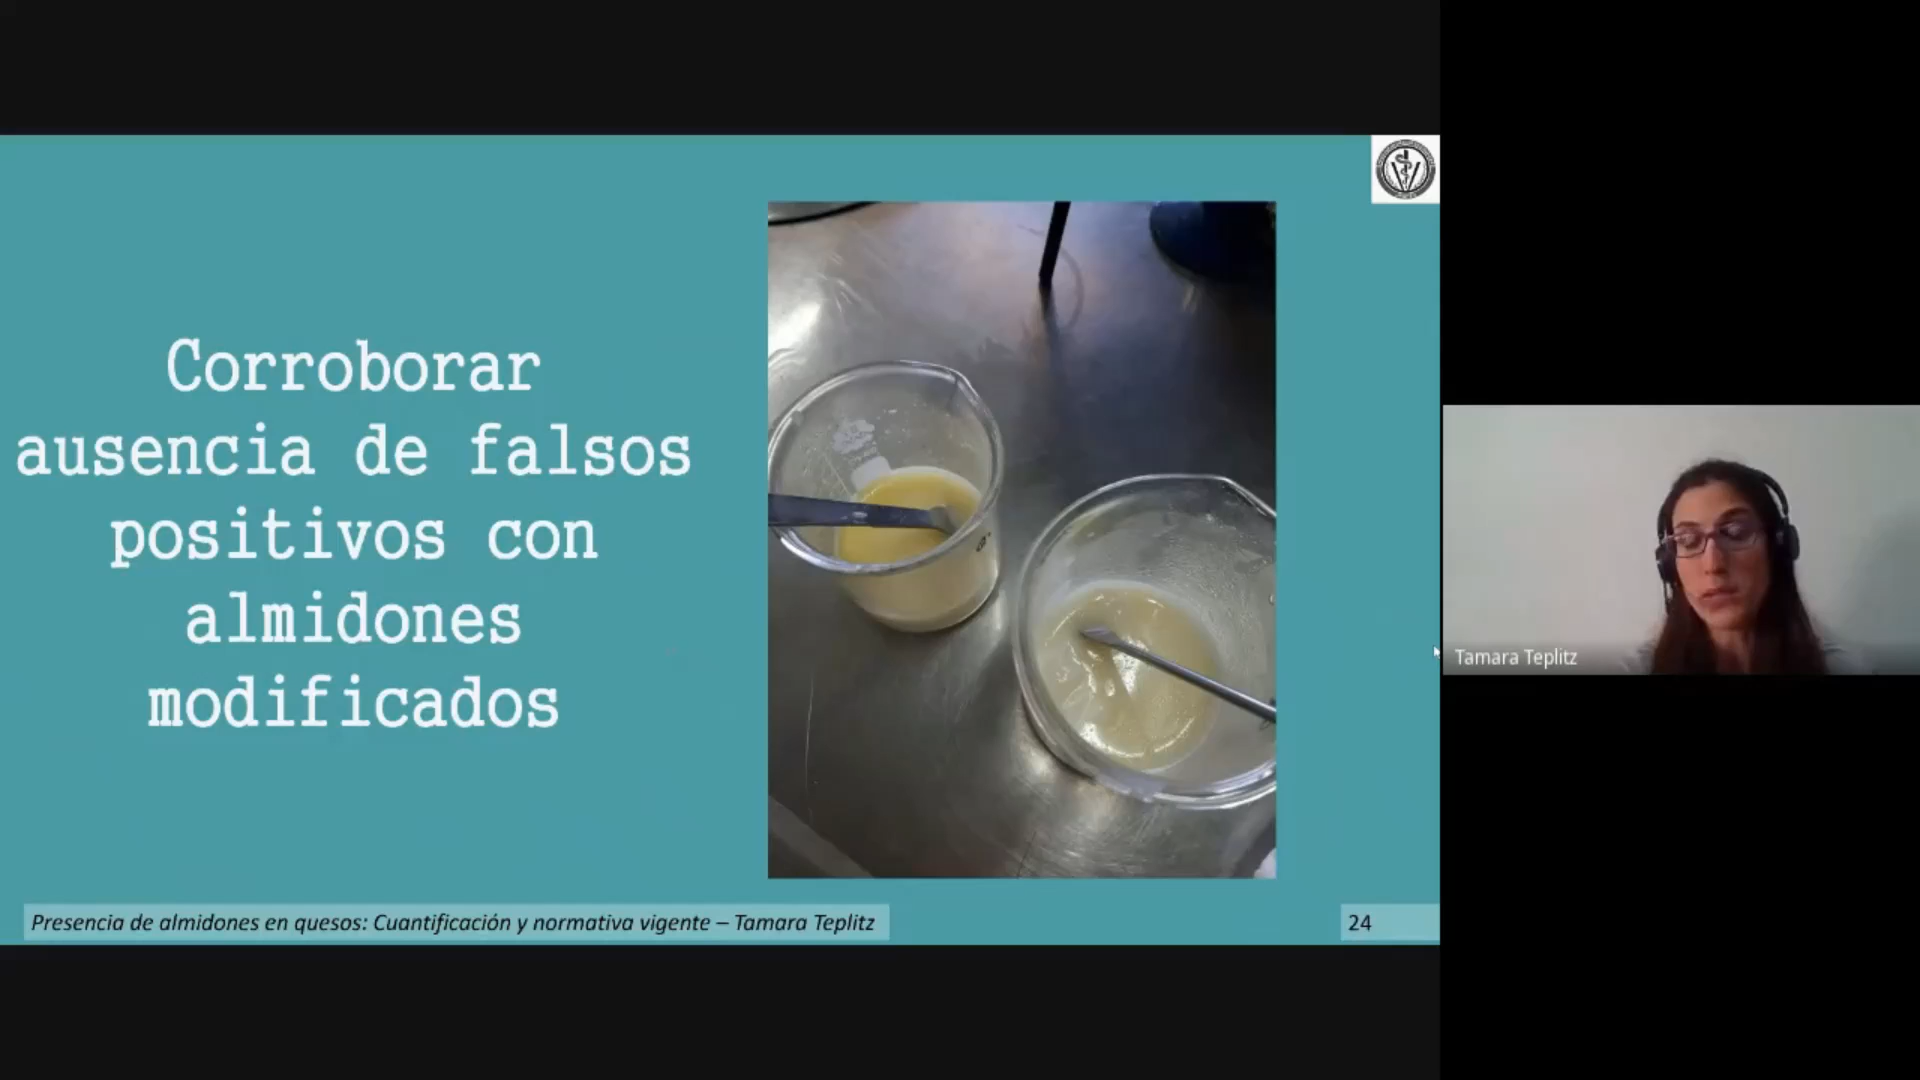 Corroborar
ausencia de falsos
positivos con
almidones
modificados
Presencia de almidones en quesos: Cuantificación y normativa vigente – Tamara Teplitz
24
Tamara Teplitz